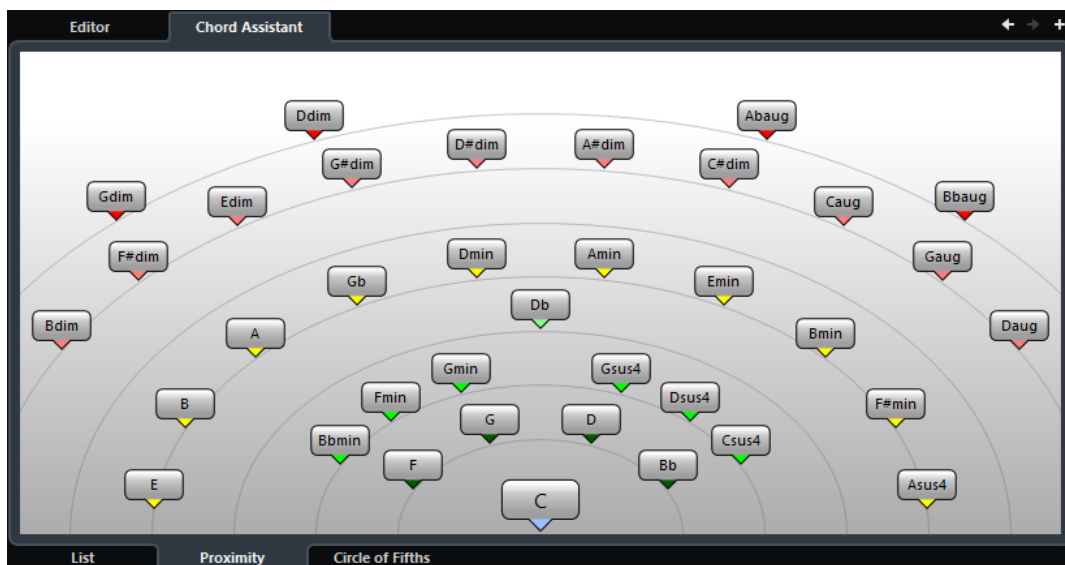 Editor
Chord Assistant
Ddim
Abaug
G#dim
D#dim
A#dim
C#dim
Gdim
Edim
Caug
Bbaug
F#dim
Dmin
Amin
Gaug
Gb
Emin
Db
Bdim
A
Bmin
Daug
Gmin
Gsus4
Fmin
Dsus4
B
F#min
G
D
Bbmin
Csus4
F
Bb
E
Asus4
C
List
Proximity
Circle of Fifths